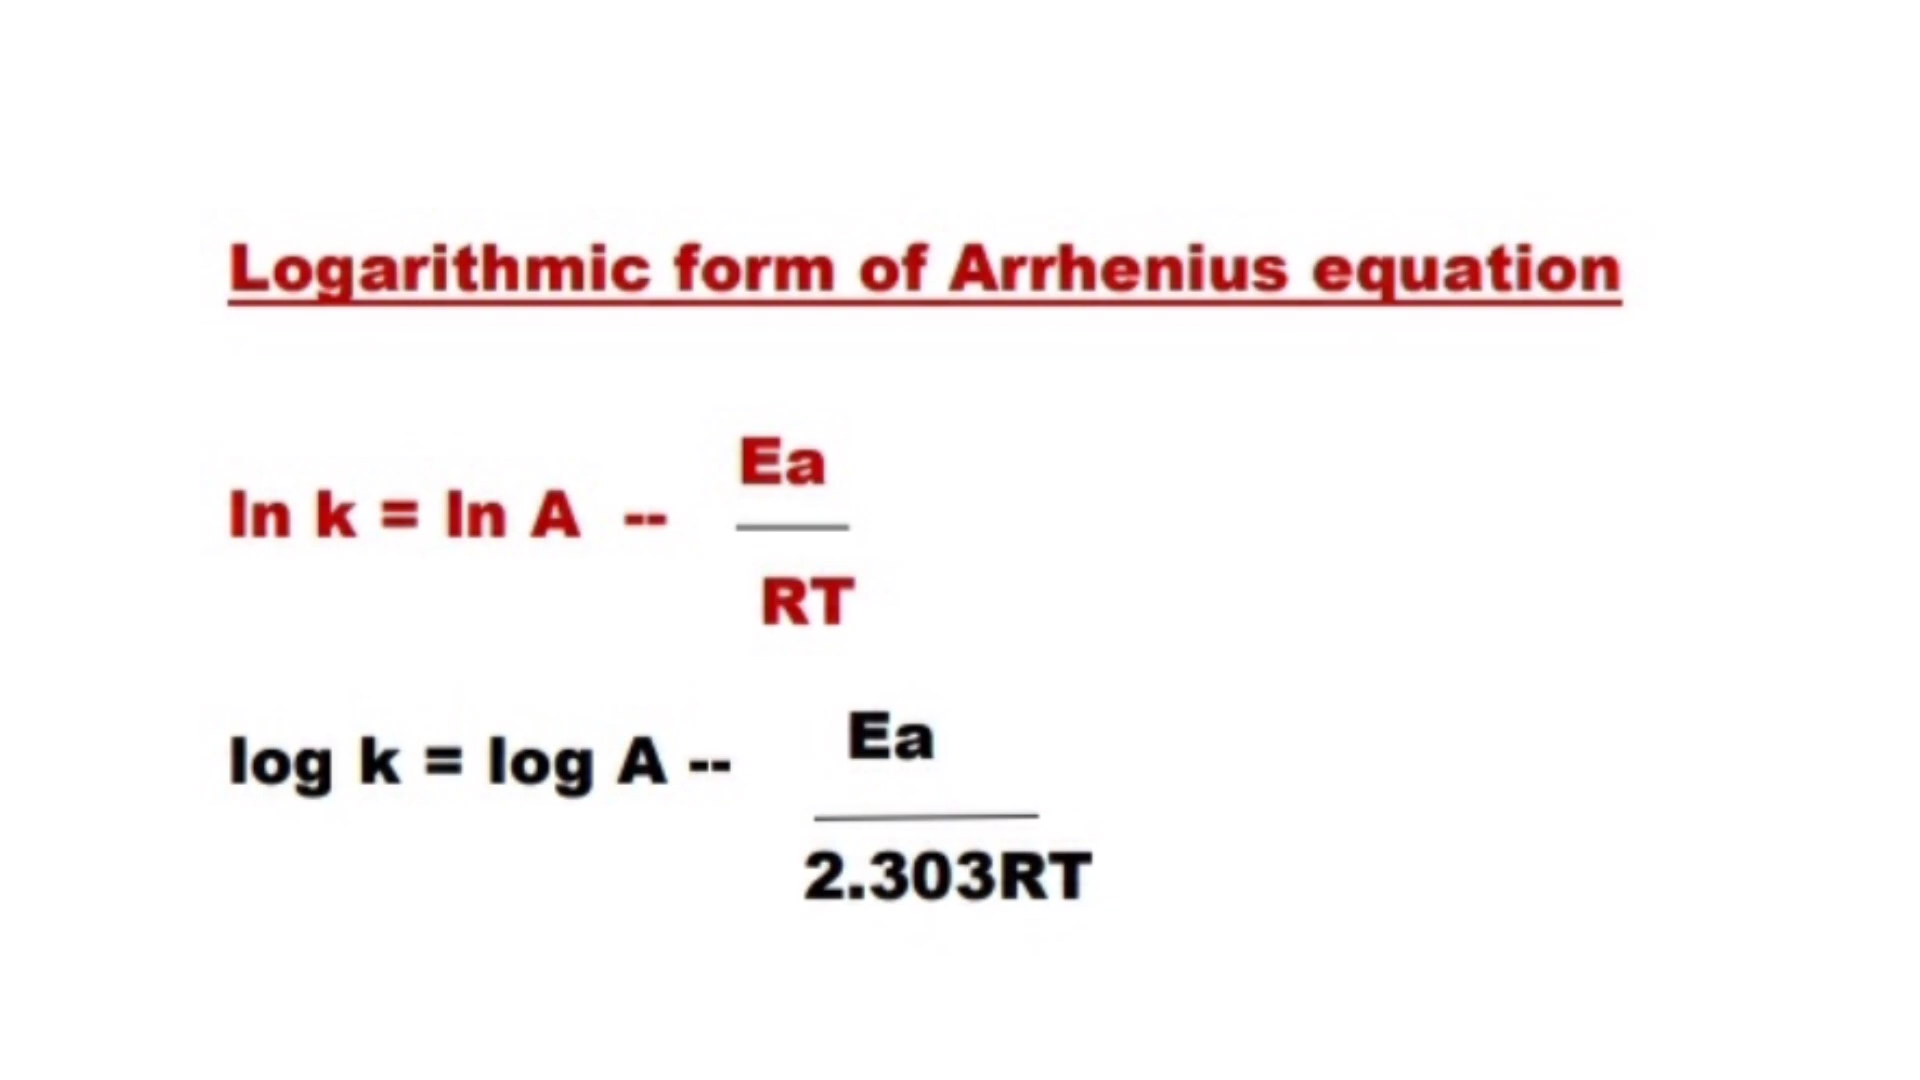 Logarithmic form of Arrhenius equation
Ea
ln k = ln A --
RT
Ea
log k = log A --
2.303RT